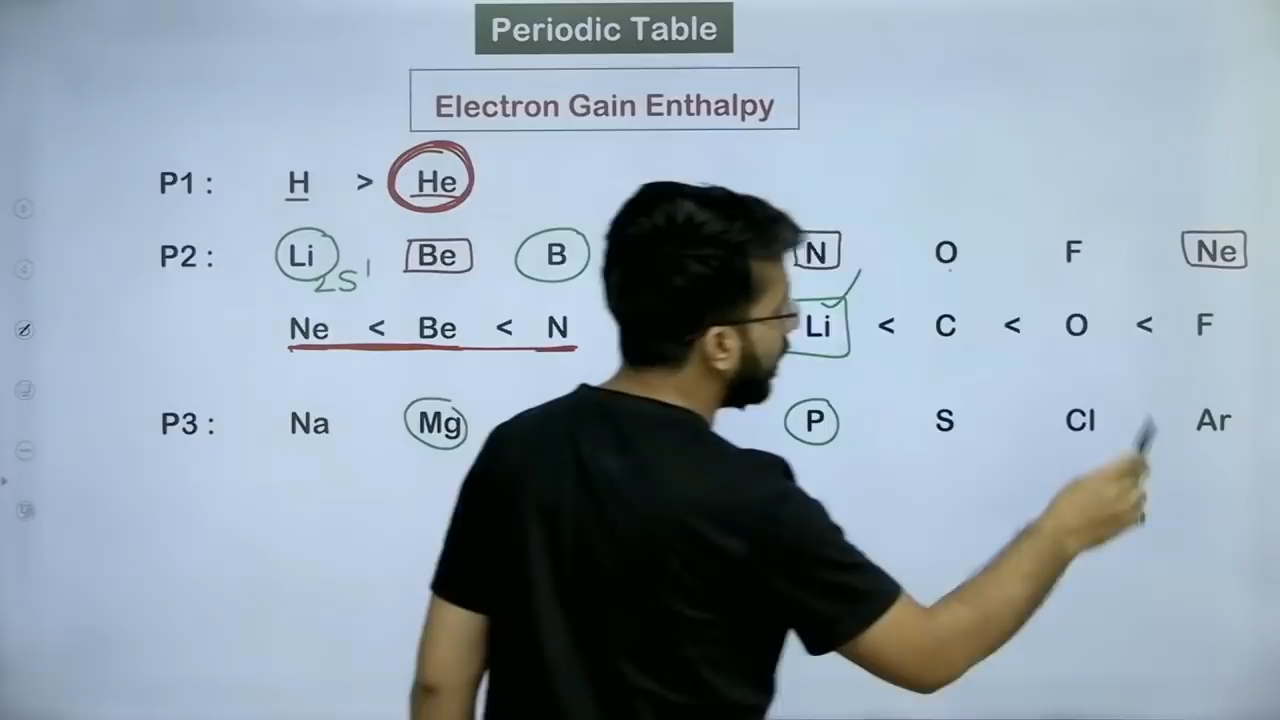 Periodic Table
Electron Gain Enthalpy
P1 : H > He
P2 : Li Be B N O F Ne
2s¹
Ne < Be < N Li < C < O < F
P3 : Na Mg P S Cl Ar